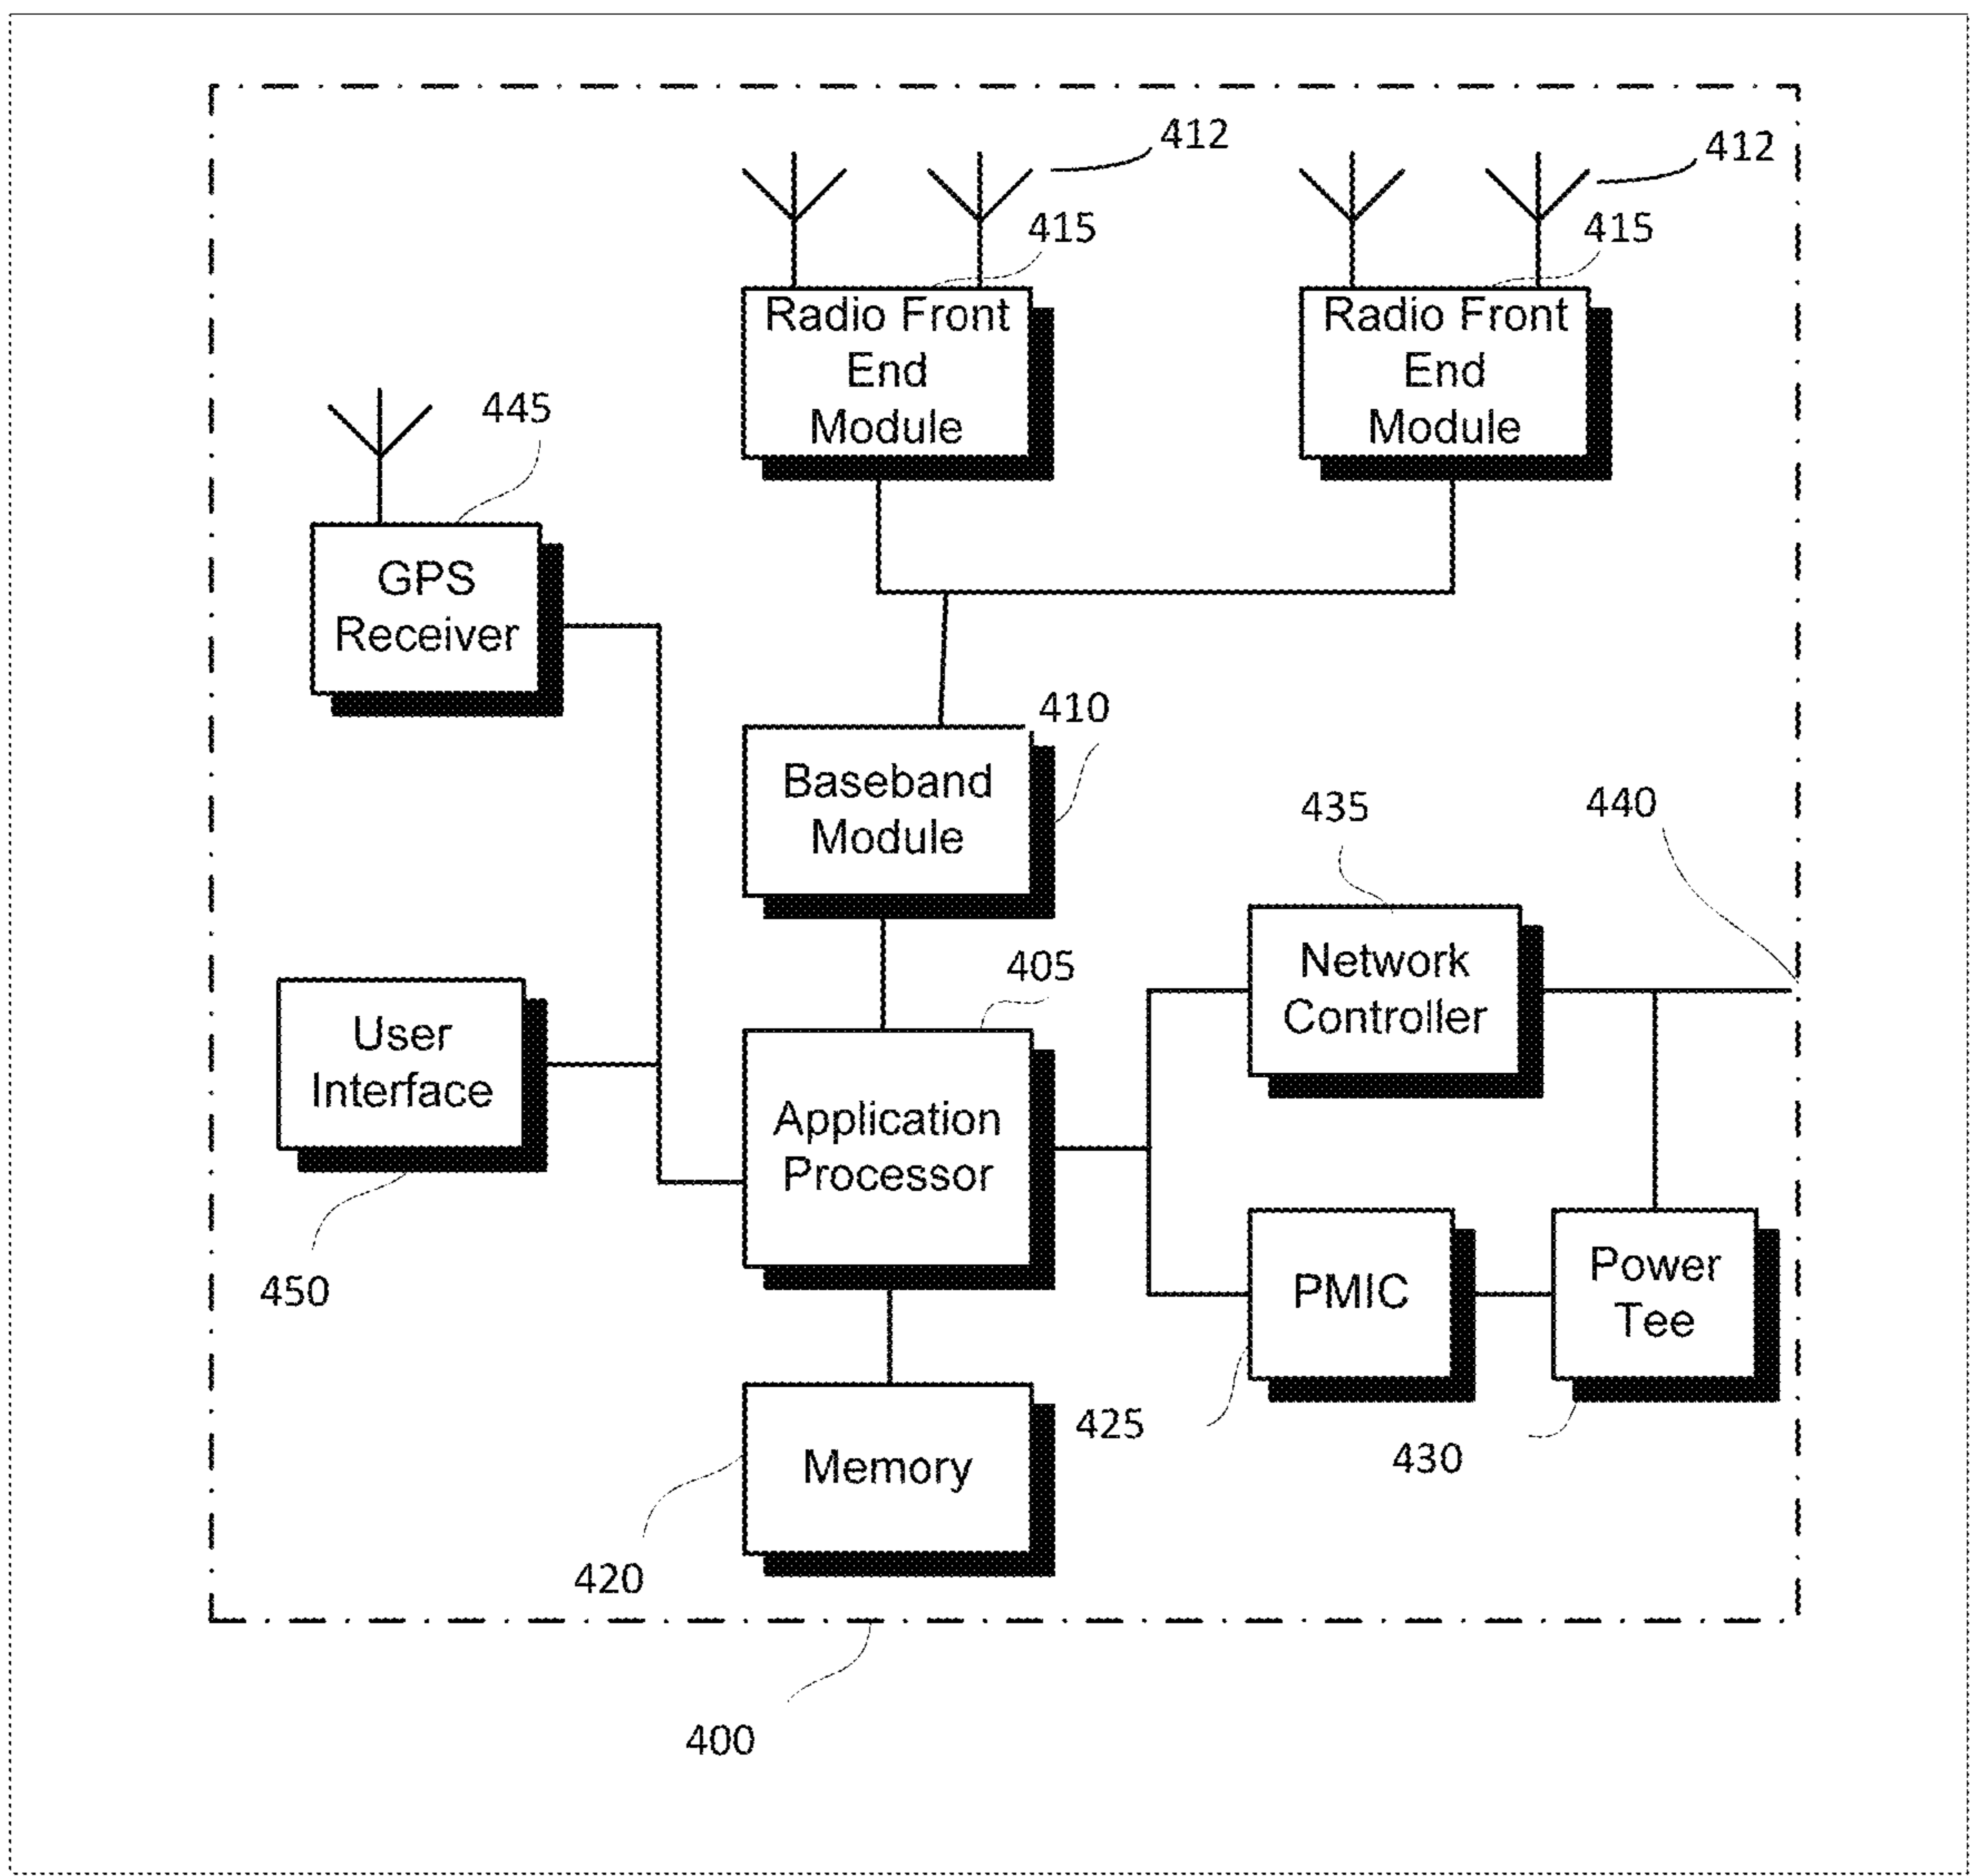 412
412
415
415
Radio Front
End
Module
Radio Front
End
Module
445
GPS
Receiver
410
Baseband
Module
435
440
Network
Controller
405
User
Interface
Application
Processor
450
PMIC
Power
Tee
425
430
Memory
420
400